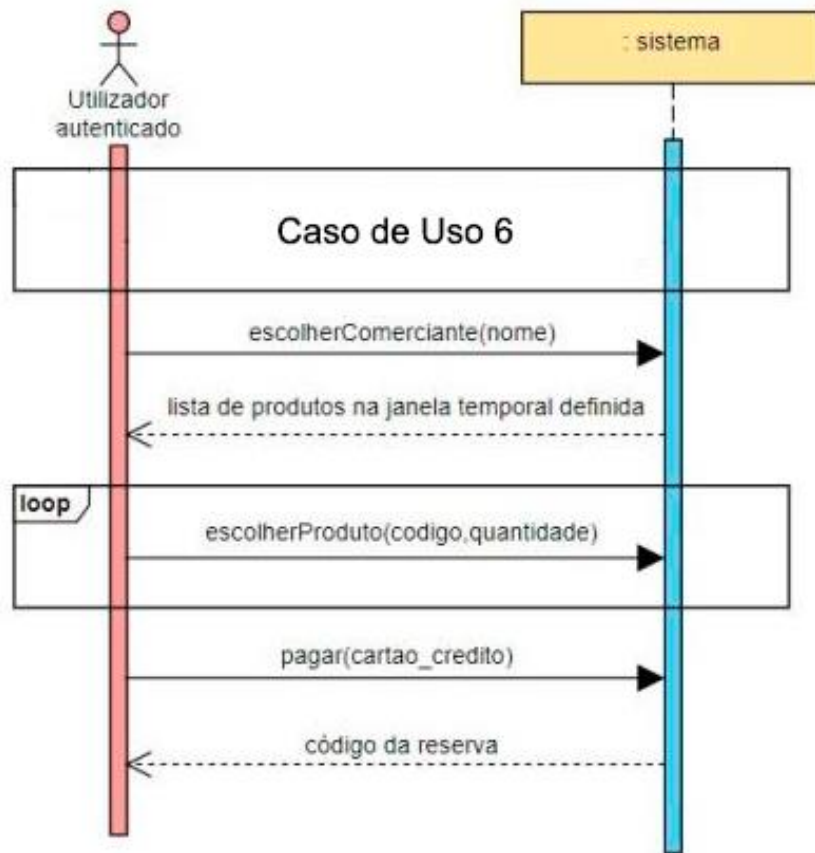 : sistema
Utilizador
autenticado
Caso de Uso 6
escolherComerciante(nome)
lista de produtos na janela temporal definida
loop
escolherProduto(codigo,quantidade)
pagar(cartao_credito)
código da reserva